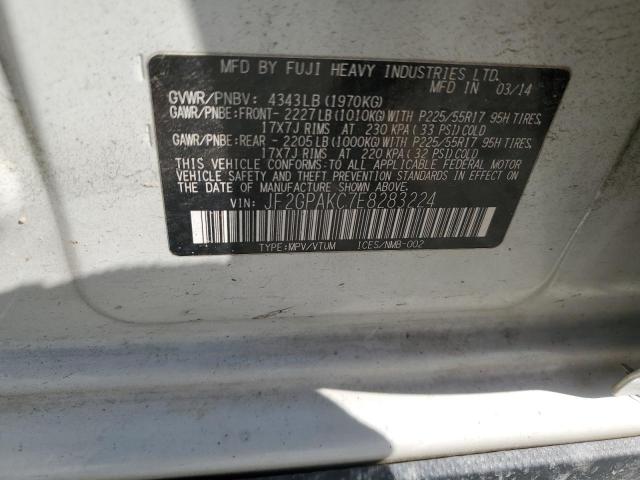 MFD BY FUJI HEAVY INDUSTRIES LTD.
MFD IN 03/14
GVWR/PNBV: 4343LB (1970KG)
GAWR/PNBE:FRONT- 2227LB(1010KG)WITH P225/55R17 95H TIRES
17X7J RIMS AT 230 KPA (33 PSI)COLD
GAWR/PNBE:REAR - 2205LB(1000KG)WITH P225/55R17 95H TIRES
17X7J RIMS AT 220 KPA (32 PSI)COLD
THIS VEHICLE CONFORMS TO ALL APPLICABLE FEDERAL MOTOR
VEHICLE SAFETY AND THEFT PREVENTION STANDARDS IN EFFECT
ON THE DATE OF MANUFACTURE SHOWN ABOVE.
VIN: JF2GPAKC7E8283224
TYPE:MPV/VTUM ICES/NMB-002